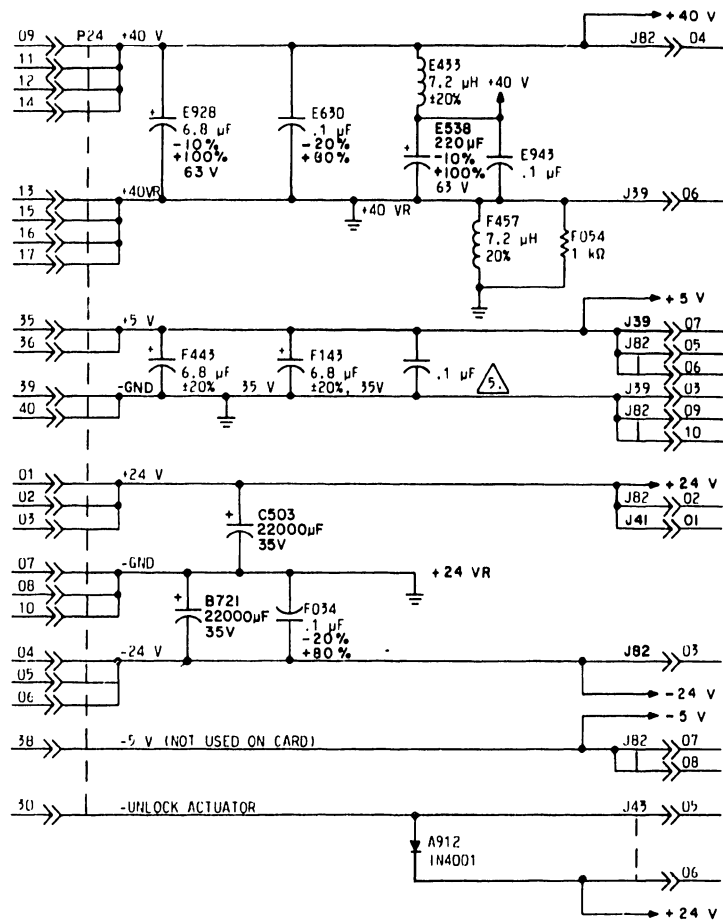 +40 V
09 P24 +40 V J82 04
11
12
14
E433
7.2 µH +40 V
±20%
E928
6.8 µF
-10%
+100%
63 V
E630
.1 µF
-20%
+80%
E538
220µF
-10%
+100%
63 V
E943
.1 µF
13 +40VR J39 06
15
16
17
+40 VR
F457
7.2 µH
20%
F054
1 kΩ
+5 V
35 +5 V J39 07
36 J82 05
06
F443
6.8 µF
±20%
35 V
F143
6.8 µF
±20%, 35V
.1 µF 5.
39 -GND J39 03
40 J82 09
10
01 +24 V +24 V
02 J82 02
03 J41 01
C503
22000µF
35V
07 -GND +24 VR
08
10
B721
22000µF
35V
F034
.1 µF
-20%
+80%
04 -24 V J82 03
05
06
-24 V
-5 V
38 -5 V (NOT USED ON CARD) J82 07
08
30 -UNLOCK ACTUATOR J43 05
A912
1N4001
06
+24 V